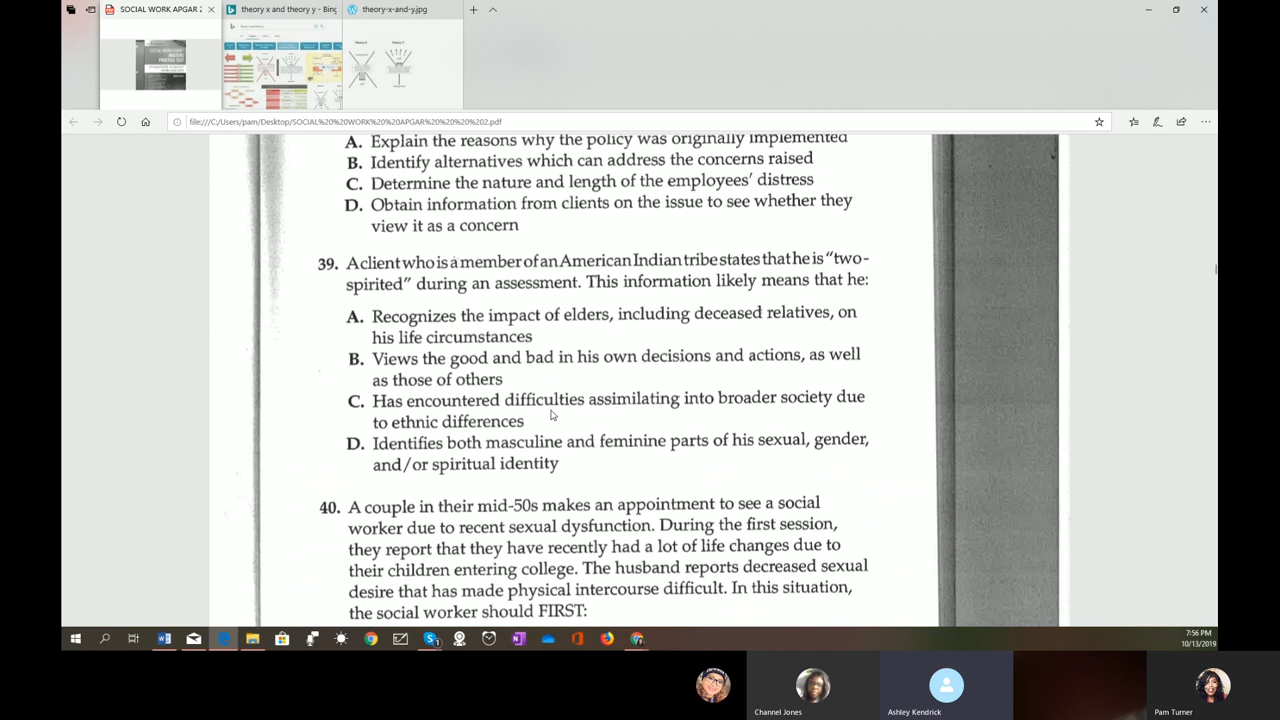 SOCIAL WORK APGAR 2
theory x and theory y - Bing
theory-x-and-y.jpg
file:///C:/Users/pam/Desktop/SOCIAL%20%20WORK%20%20APGAR%20%20%20%202.pdf
A. Explain the reasons why the policy was originally implemented
B. Identify alternatives which can address the concerns raised
C. Determine the nature and length of the employees' distress
D. Obtain information from clients on the issue to see whether they
view it as a concern
39. A client who is a member of an American Indian tribe states that he is "two-
spirited" during an assessment. This information likely means that he:
A. Recognizes the impact of elders, including deceased relatives, on
his life circumstances
B. Views the good and bad in his own decisions and actions, as well
as those of others
C. Has encountered difficulties assimilating into broader society due
to ethnic differences
D. Identifies both masculine and feminine parts of his sexual, gender,
and/or spiritual identity
40. A couple in their mid-50s makes an appointment to see a social
worker due to recent sexual dysfunction. During the first session,
they report that they have recently had a lot of life changes due to
their children entering college. The husband reports decreased sexual
desire that has made physical intercourse difficult. In this situation,
the social worker should FIRST:
7:56 PM
10/13/2019
Channel Jones
Ashley Kendrick
Pam Turner